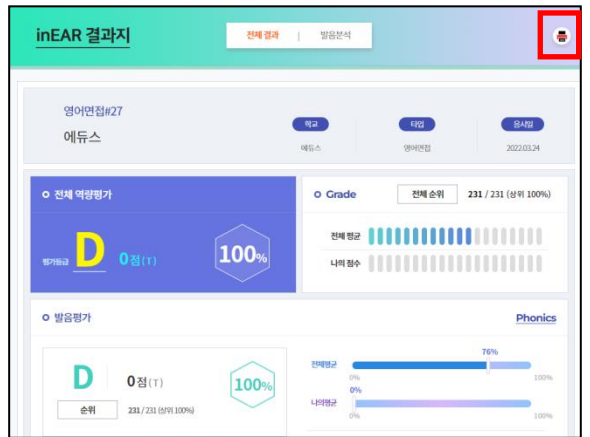 inEAR 결과지
전체 결과 | 발음분석
영어면접#27
에듀스
학교 타입 응시일
에듀스 영어면접 2022.03.24
전체 역량평가
평가등급 D 0점(T) 100%
Grade 전체 순위 231 / 231 (상위 100%)
전체 평균
나의 점수
발음평가 Phonics
D 0점(T) 100%
순위 231 / 231 (상위 100%)
76%
전체평균
0% 100%
0%
나의평균
0% 100%